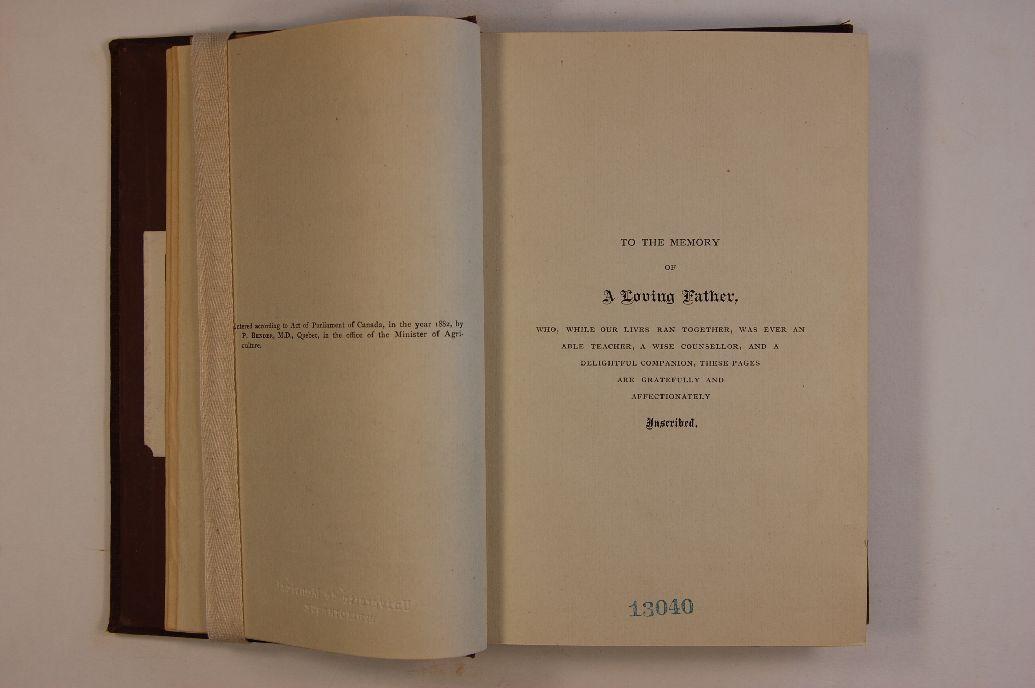 Entered according to Act of Parliament of Canada, in the year 1882, by
P. BENDER, M.D., Quebec, in the office of the Minister of Agri-
culture.
TO THE MEMORY
OF
A Loving Father,
WHO, WHILE OUR LIVES RAN TOGETHER, WAS EVER AN
ABLE TEACHER, A WISE COUNSELLOR, AND A
DELIGHTFUL COMPANION, THESE PAGES
ARE GRATEFULLY AND
AFFECTIONATELY
Inscribed.
13040